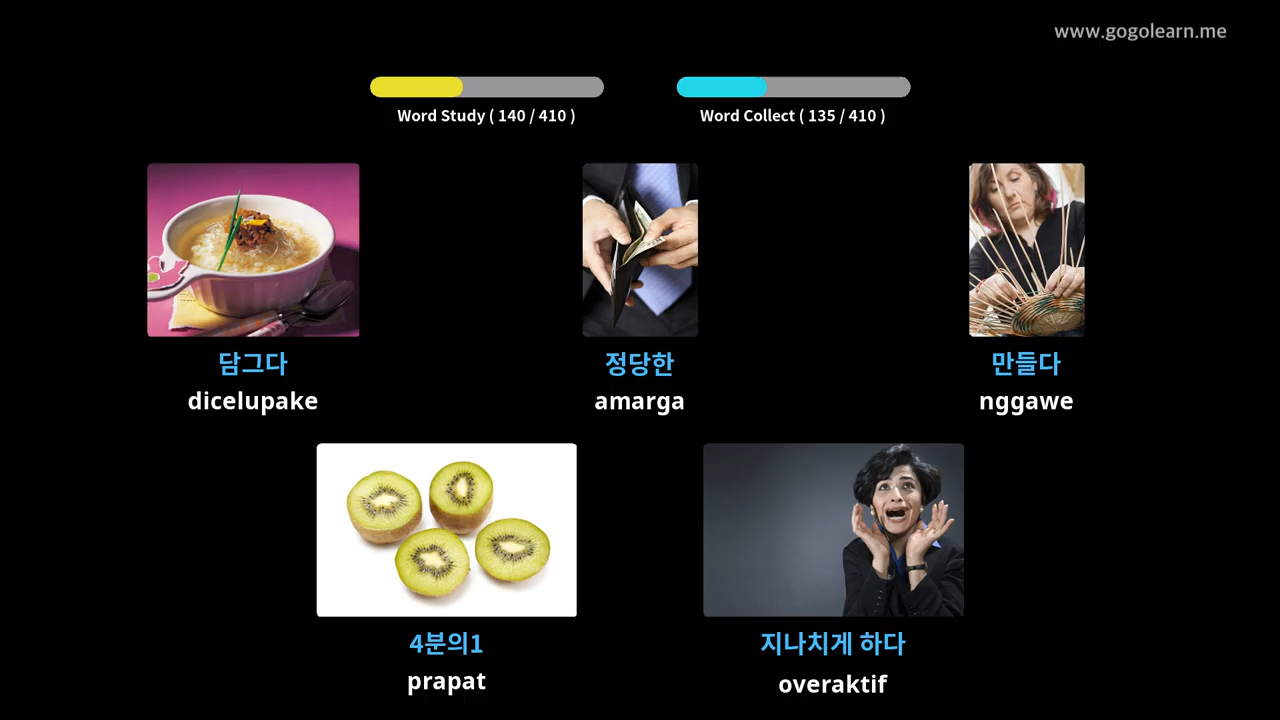 www.gogolearn.me
Word Study ( 140 / 410 )
Word Collect ( 135 / 410 )
담그다
dicelupake
정당한
amarga
만들다
nggawe
4분의1
prapat
지나치게 하다
overaktif